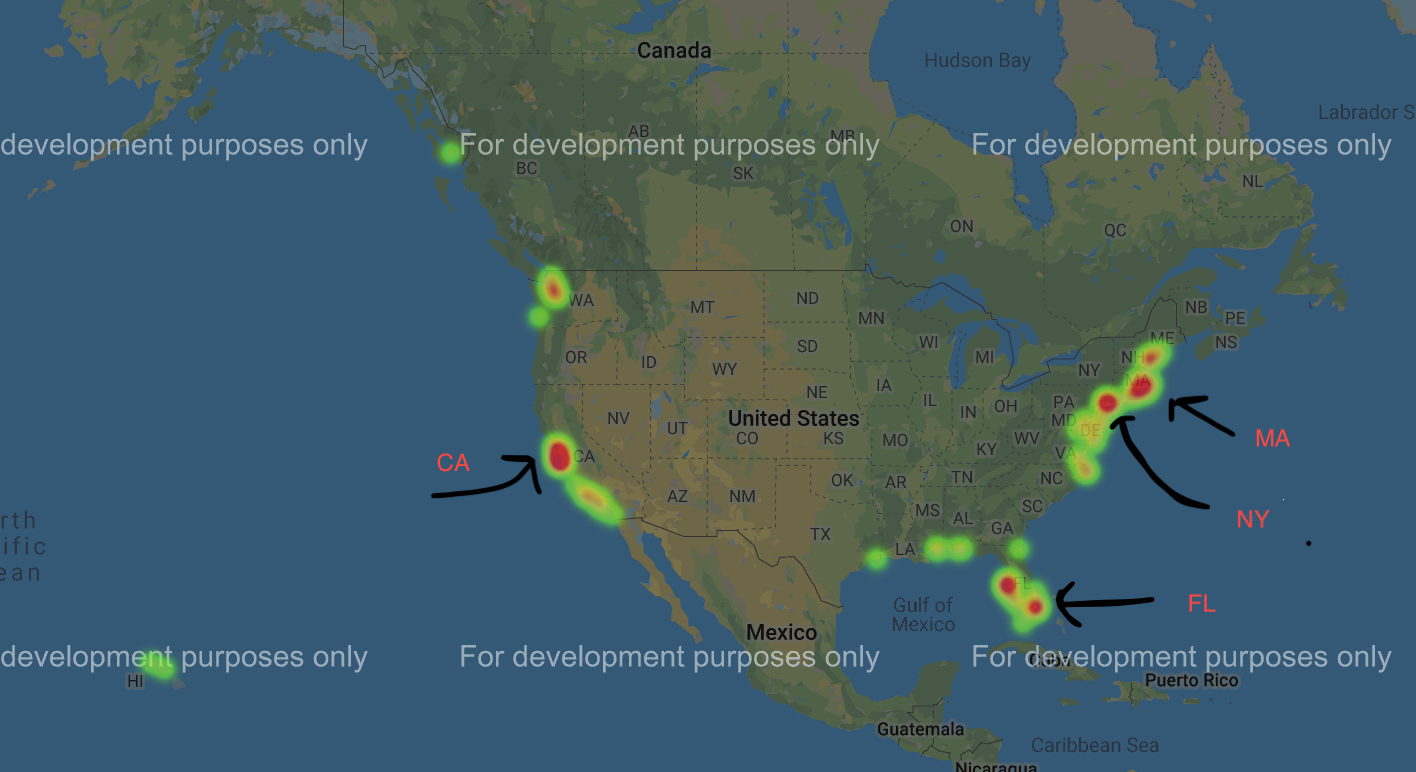 Canada
Hudson Bay
Labrador S
AB
MB
development purposes only
For development purposes only
For development purposes only
BC
SK
NL
ON
QC
WA
MT
ND
MN
NB
PE
OR
ID
SD
WI
MI
ME
NH
NS
WY
NY
MA
NE
IA
IL
IN
OH
PA
NV
UT
United States
CO
KS
MO
WV
MD
DE
MA
CA
CA
KY
VA
AZ
NM
OK
AR
TN
NC
NY
rth
ific
ean
TX
MS
AL
GA
SC
LA
FL
FL
Gulf of
Mexico
Mexico
development purposes only
For development purposes only
For development purposes only
HI
Cuba
Puerto Rico
Guatemala
Caribbean Sea
Nicaragua